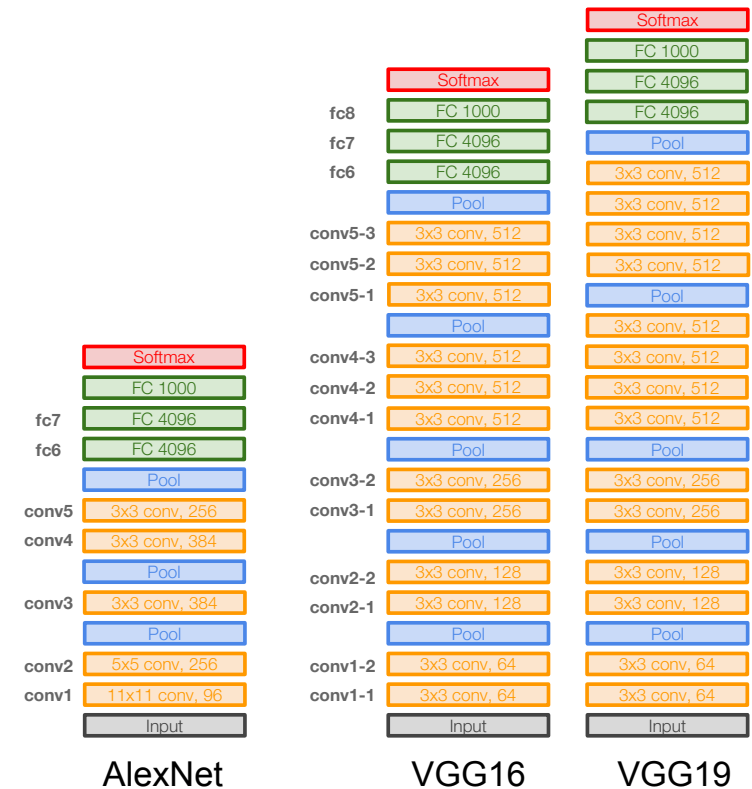 Softmax
FC 1000
fc7 FC 4096
fc6 FC 4096
Pool
conv5 3x3 conv, 256
conv4 3x3 conv, 384
Pool
conv3 3x3 conv, 384
Pool
conv2 5x5 conv, 256
conv1 11x11 conv, 96
Input
AlexNet
Softmax
fc8 FC 1000
fc7 FC 4096
fc6 FC 4096
Pool
conv5-3 3x3 conv, 512
conv5-2 3x3 conv, 512
conv5-1 3x3 conv, 512
Pool
conv4-3 3x3 conv, 512
conv4-2 3x3 conv, 512
conv4-1 3x3 conv, 512
Pool
conv3-2 3x3 conv, 256
conv3-1 3x3 conv, 256
Pool
conv2-2 3x3 conv, 128
conv2-1 3x3 conv, 128
Pool
conv1-2 3x3 conv, 64
conv1-1 3x3 conv, 64
Input
VGG16
Softmax
FC 1000
FC 4096
FC 4096
Pool
3x3 conv, 512
3x3 conv, 512
3x3 conv, 512
3x3 conv, 512
Pool
3x3 conv, 512
3x3 conv, 512
3x3 conv, 512
3x3 conv, 512
Pool
3x3 conv, 256
3x3 conv, 256
Pool
3x3 conv, 128
3x3 conv, 128
Pool
3x3 conv, 64
3x3 conv, 64
Input
VGG19